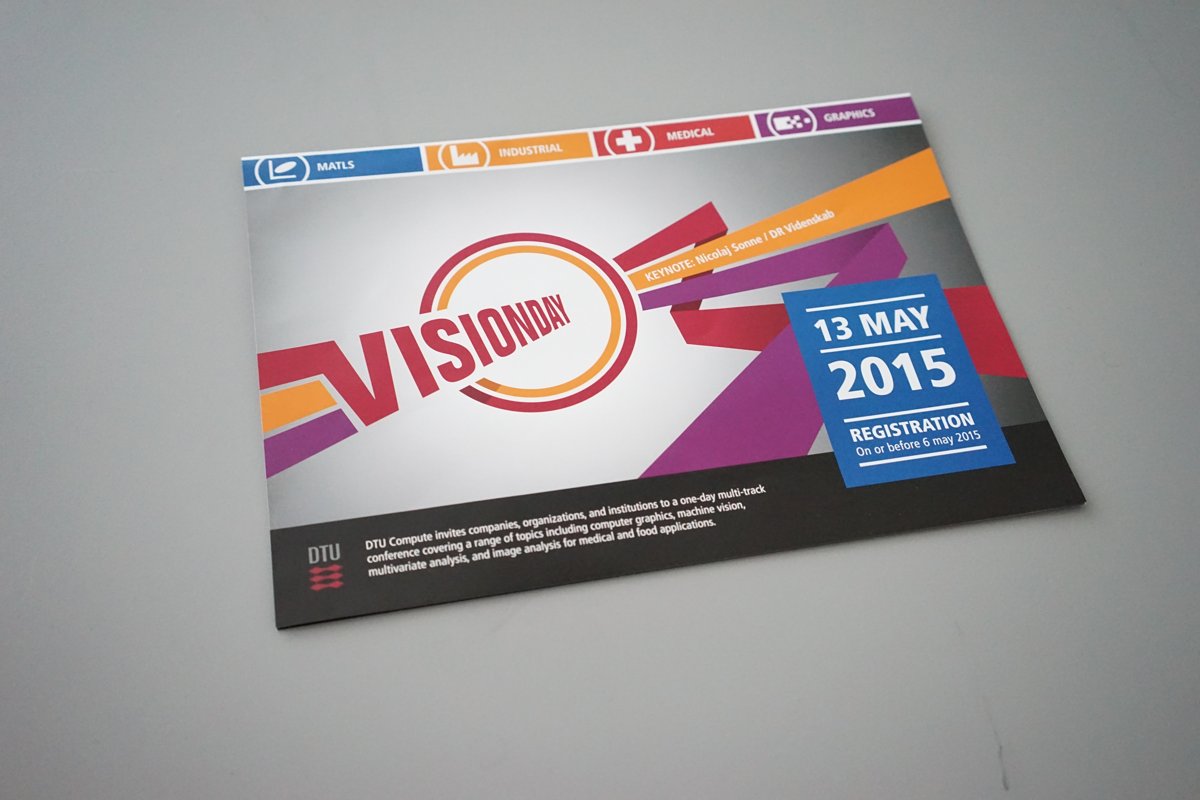 MATLS
INDUSTRIAL
MEDICAL
GRAPHICS
KEYNOTE: Nicolaj Sonne / DR Videnskab
VISIONDAY
13 MAY
2015
REGISTRATION
On or before 6 may 2015
DTU
DTU Compute invites companies, organizations, and institutions to a one-day multi-track
conference covering a range of topics including computer graphics, machine vision,
multivariate analysis, and image analysis for medical and food applications.